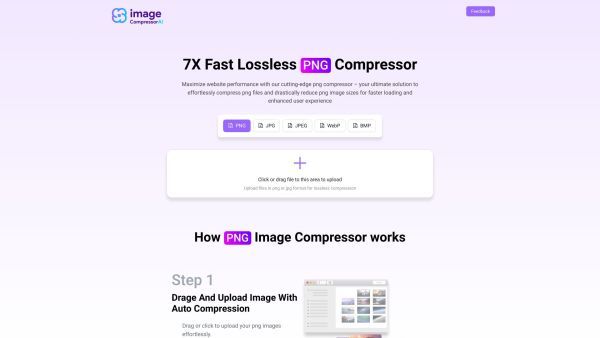 image
CompressorAI
Feedback
7X Fast Lossless PNG Compressor
Maximize website performance with our cutting-edge png compressor – your ultimate solution to
effortlessly compress png files and drastically reduce png image sizes for faster loading and
enhanced user experience
PNG JPG JPEG WebP BMP
Click or drag file to this area to upload
Upload files in png or jpg format for lossless compression
How PNG Image Compressor works
Step 1
Drage And Upload Image With
Auto Compression
Drag or click to upload your png images
effortlessly.